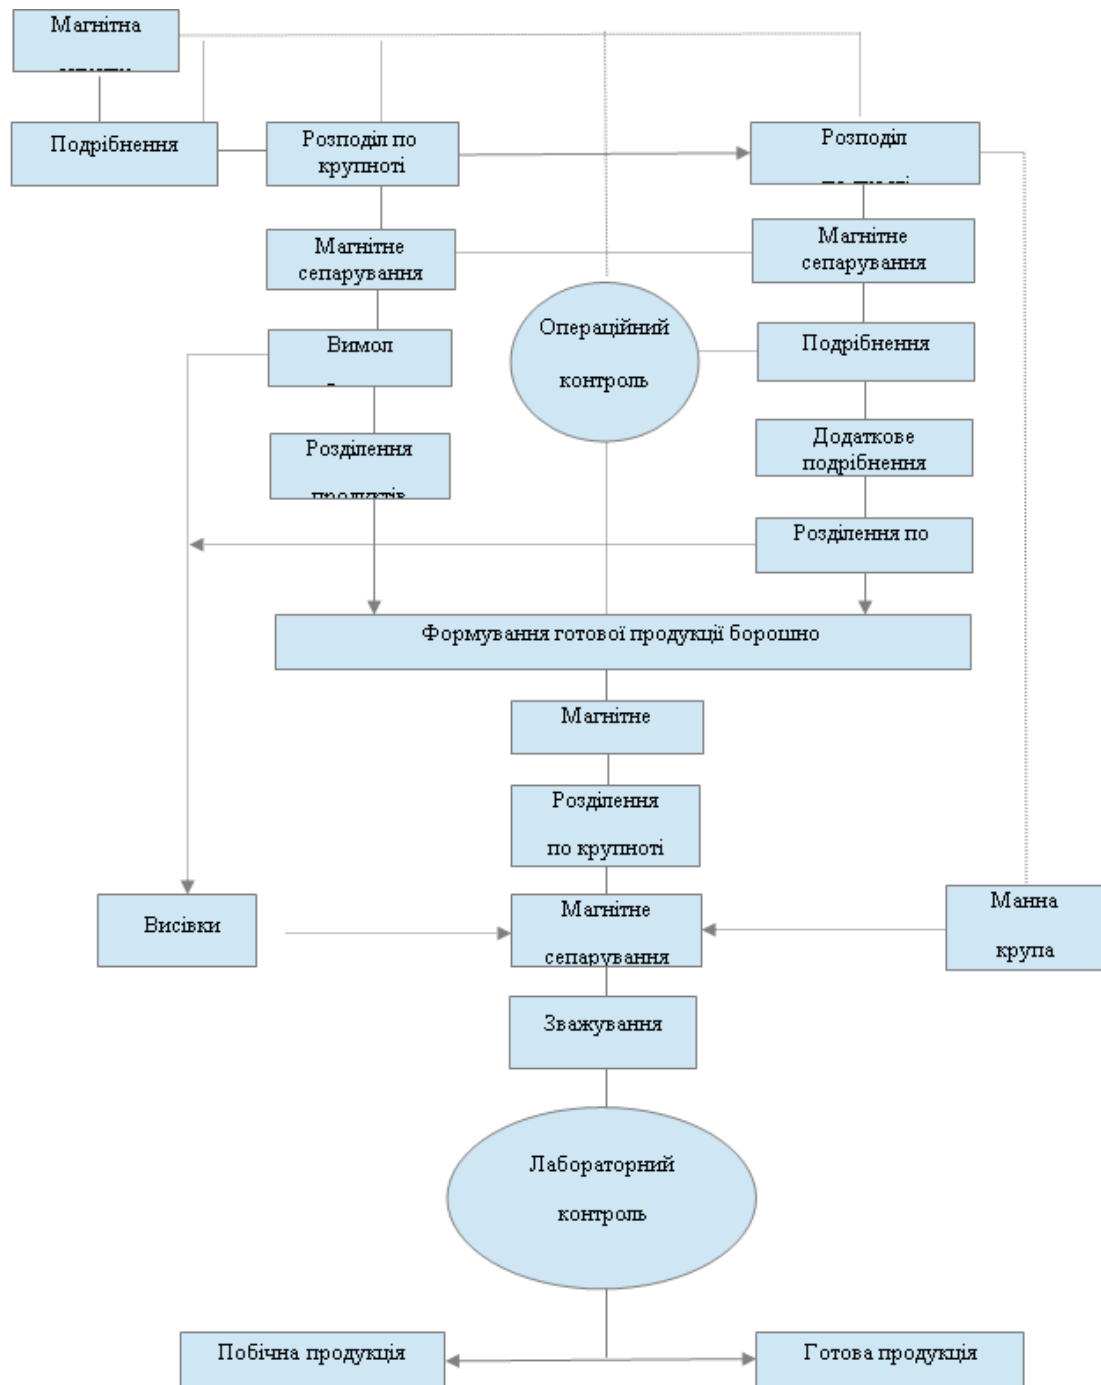 Магнітна
Подрібнення
Розподіл по
крупноті
Розподіл
Магнітне
сепарування
Магнітне
сепарування
Операційний
контроль
Вимол
Подрібнення
Розділення
продуктів
Додаткове
подрібнення
Розділення по
Формування готової продукції борошно
Магнітне
Розділення
по крупноті
Висівки
Магнітне
сепарування
Манна
крупа
Зважування
Лабораторний
контроль
Побічна продукція
Готова продукція